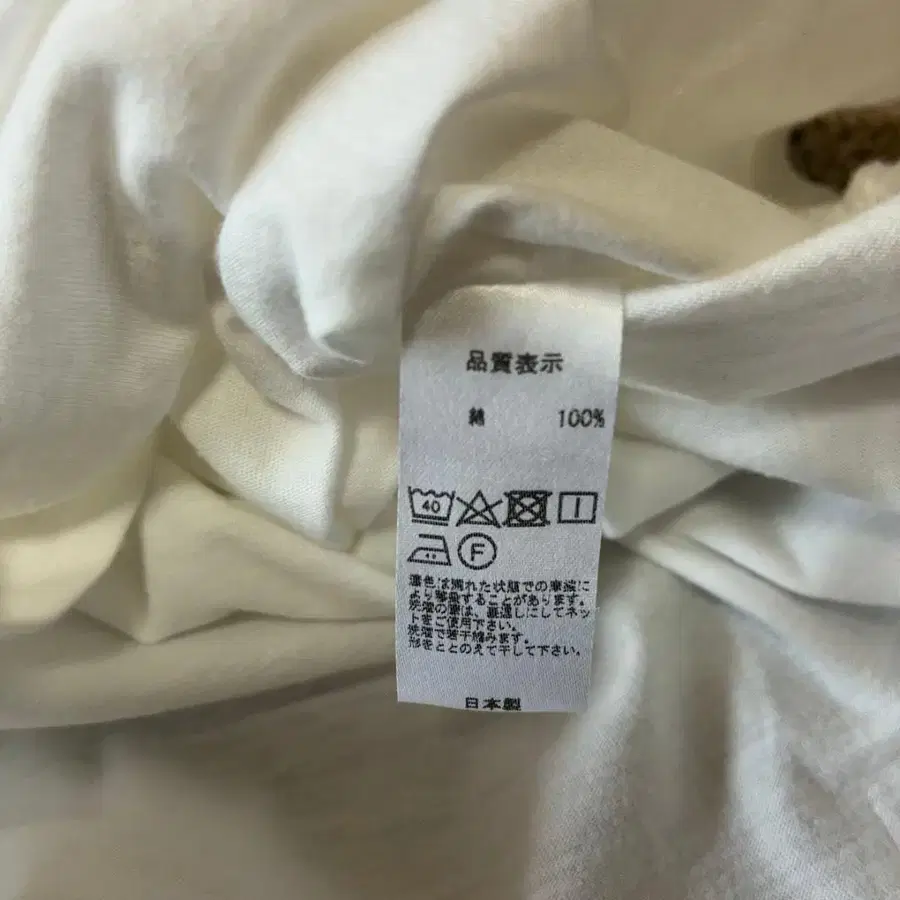 品質表示
綿 100%
40
F
濃色は濡れた状態での摩擦に
より移染することがあります。
洗濯の際は、裏返しにしてネッ
トをご使用下さい。
洗濯で若干縮みます。
形をととのえて干して下さい。
日本製